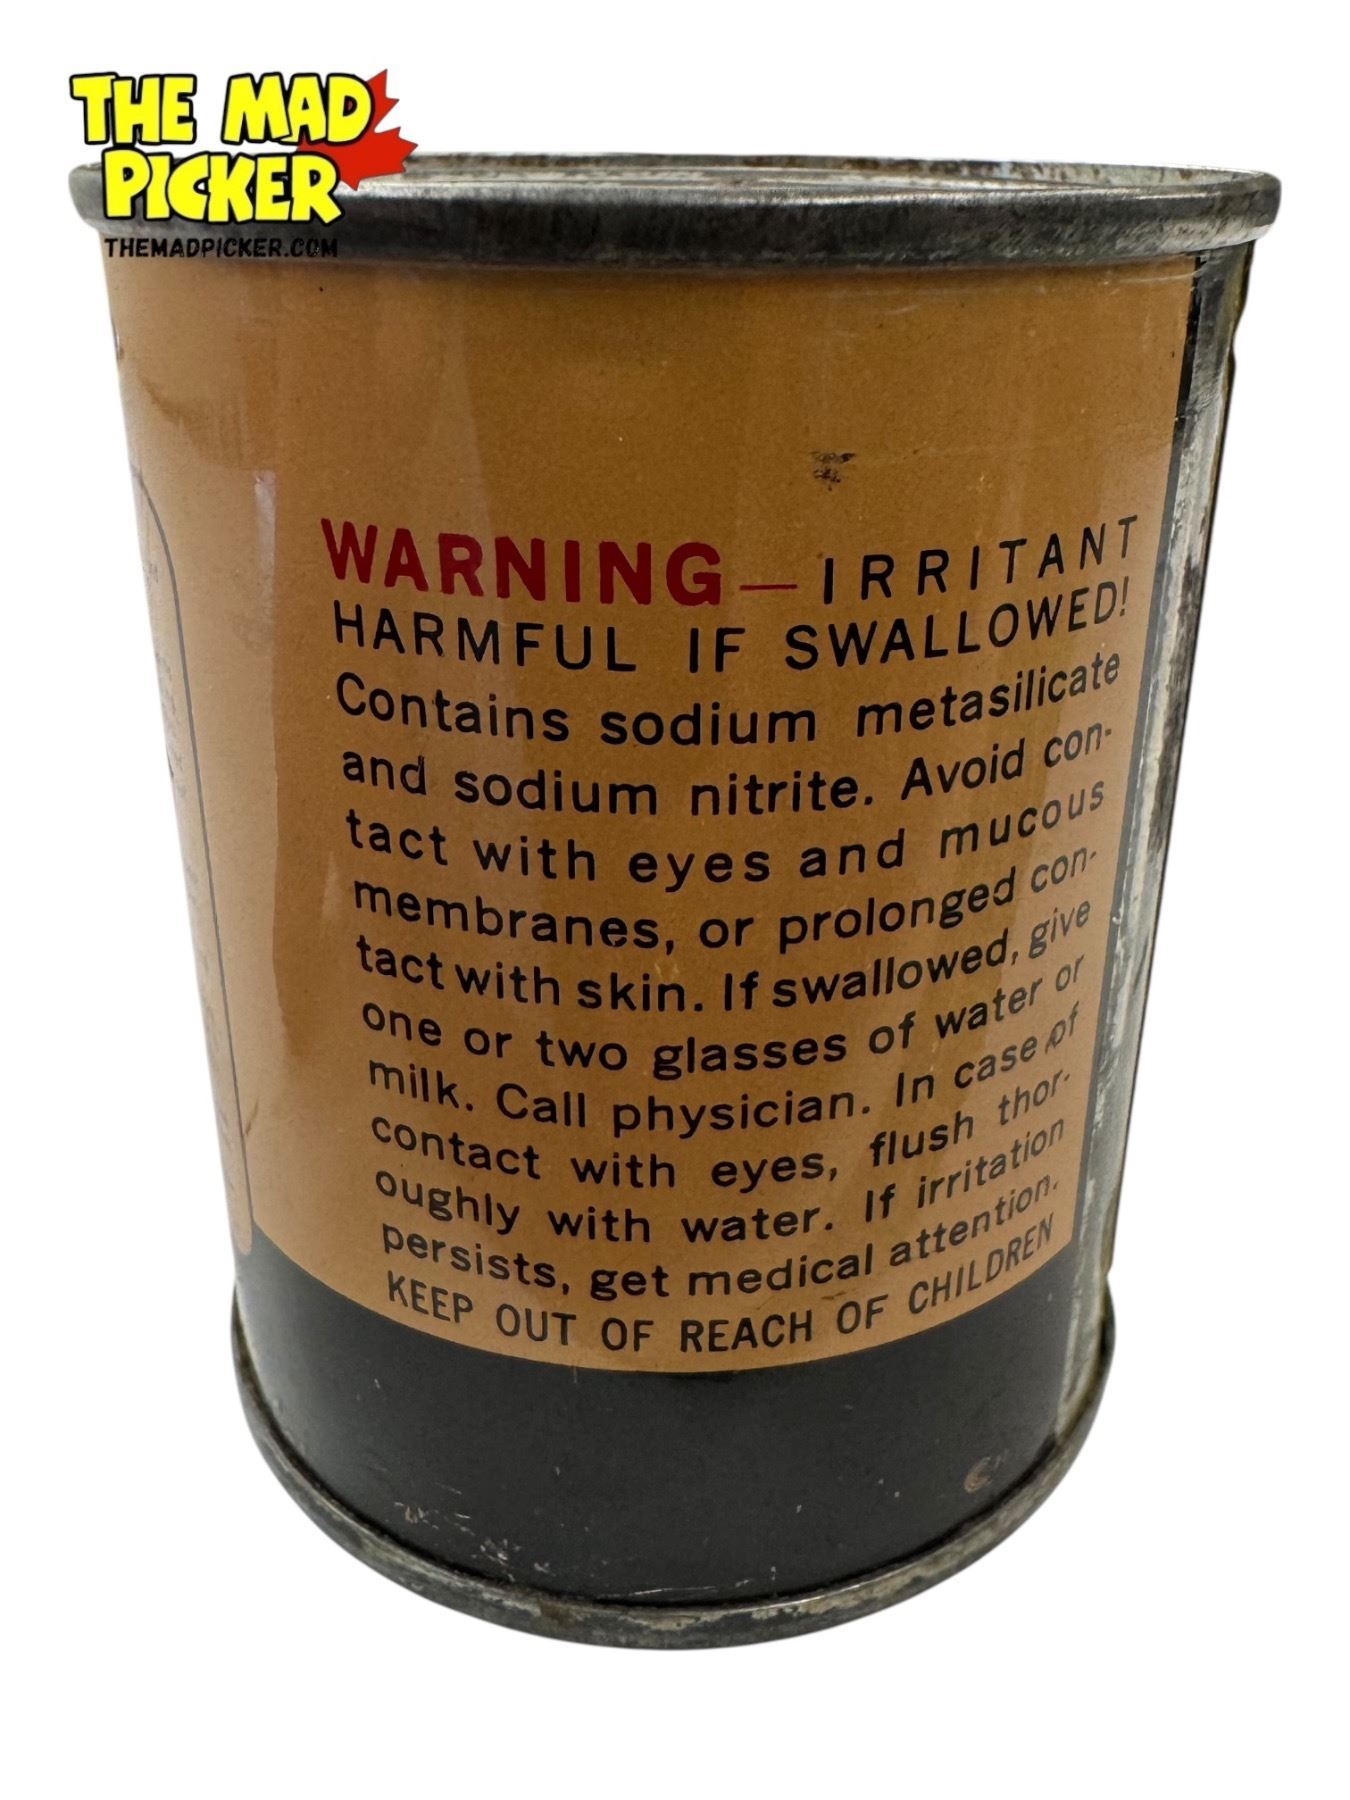 THE MAD
PICKER
THEMADPICKER.COM
WARNING — IRRITANT
HARMFUL IF SWALLOWED!
Contains sodium metasilicate
and sodium nitrite. Avoid con-
tact with eyes and mucous
membranes, or prolonged con-
tact with skin. If swallowed, give
one or two glasses of water or
milk. Call physician. In case of
contact with eyes, flush thor-
oughly with water. If irritation
persists, get medical attention.
KEEP OUT OF REACH OF CHILDREN